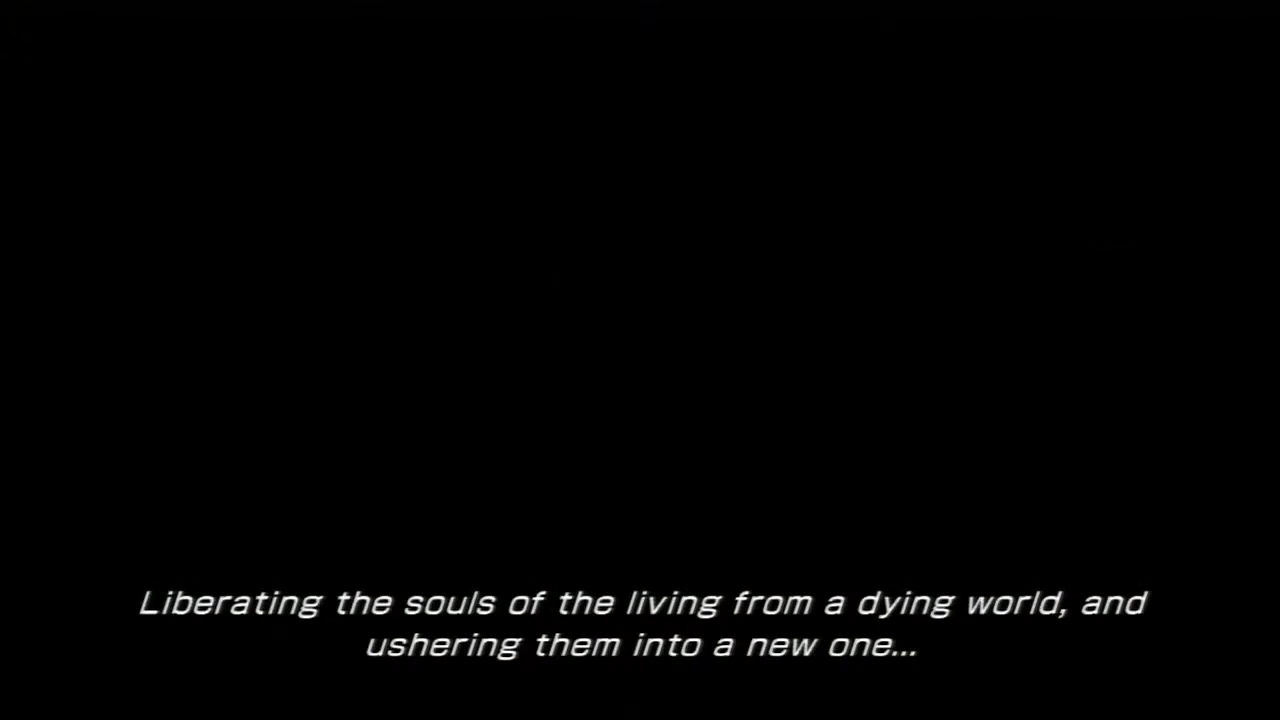 Liberating the souls of the living from a dying world, and
ushering them into a new one...